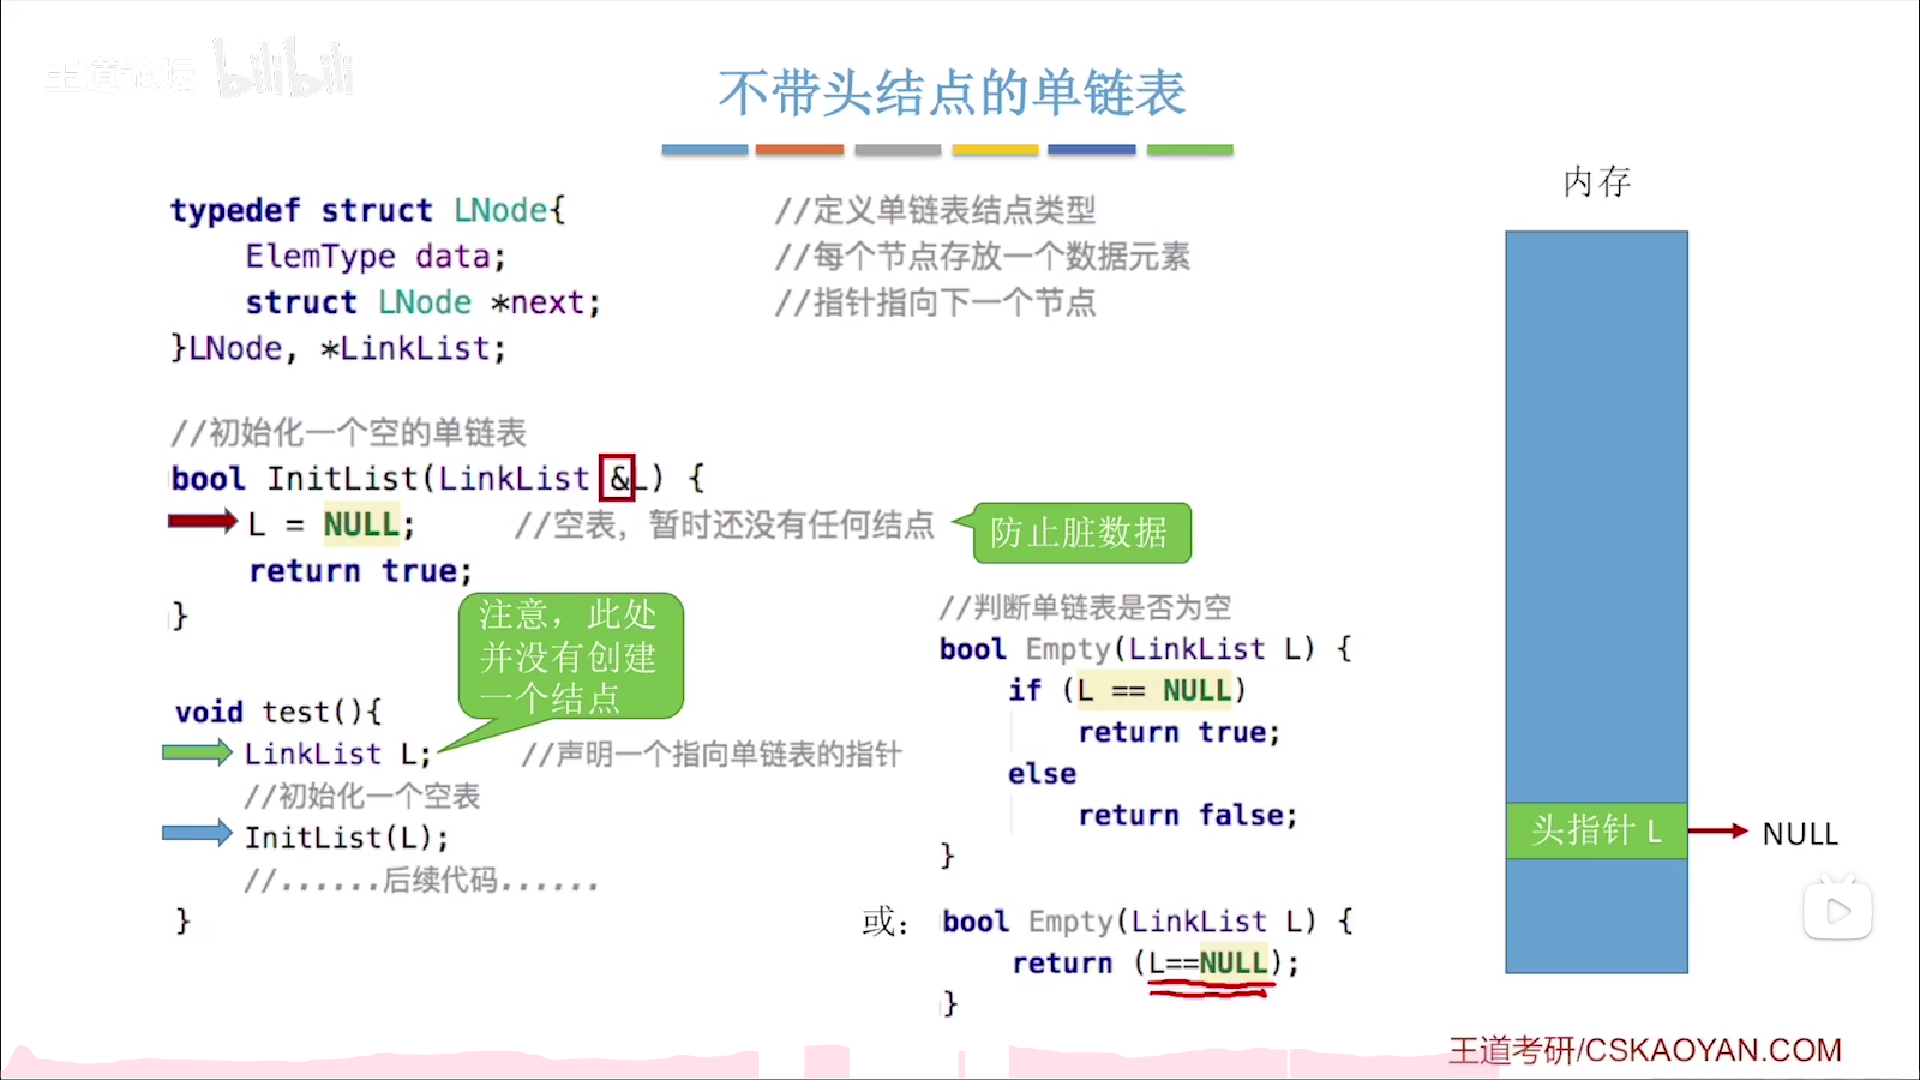 王道论坛 bilibili
不带头结点的单链表
typedef struct LNode{ //定义单链表结点类型
ElemType data; //每个节点存放一个数据元素
struct LNode *next; //指针指向下一个节点
}LNode, *LinkList;
//初始化一个空的单链表
bool InitList(LinkList &L) {
L = NULL; //空表，暂时还没有任何结点
防止脏数据
return true;
}
注意，此处
并没有创建
一个结点
void test(){
LinkList L; //声明一个指向单链表的指针
//初始化一个空表
InitList(L);
//......后续代码......
}
//判断单链表是否为空
bool Empty(LinkList L) {
if (L == NULL)
return true;
else
return false;
}
或：
bool Empty(LinkList L) {
return (L==NULL);
}
内存
头指针 L
NULL
王道考研/CSKAOYAN.COM